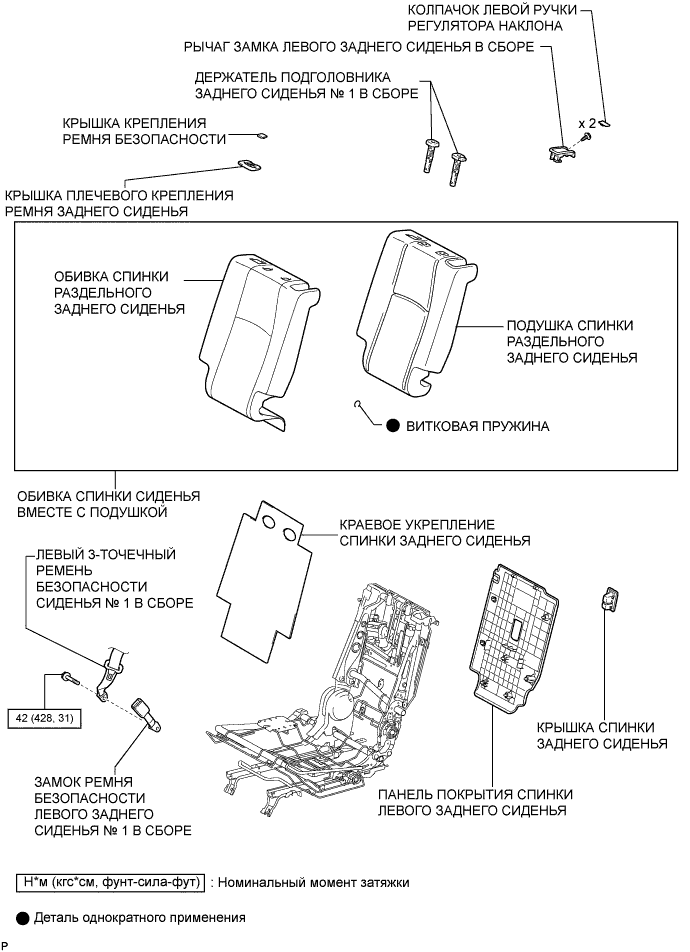 КОЛПАЧОК ЛЕВОЙ РУЧКИ
РЕГУЛЯТОРА НАКЛОНА
РЫЧАГ ЗАМКА ЛЕВОГО ЗАДНЕГО СИДЕНЬЯ В СБОРЕ
ДЕРЖАТЕЛЬ ПОДГОЛОВНИКА
ЗАДНЕГО СИДЕНЬЯ № 1 В СБОРЕ
КРЫШКА КРЕПЛЕНИЯ
РЕМНЯ БЕЗОПАСНОСТИ
x 2
КРЫШКА ПЛЕЧЕВОГО КРЕПЛЕНИЯ
РЕМНЯ ЗАДНЕГО СИДЕНЬЯ
ОБИВКА СПИНКИ
РАЗДЕЛЬНОГО
ЗАДНЕГО СИДЕНЬЯ
ПОДУШКА СПИНКИ
РАЗДЕЛЬНОГО
ЗАДНЕГО СИДЕНЬЯ
ВИТКОВАЯ ПРУЖИНА
ОБИВКА СПИНКИ СИДЕНЬЯ
ВМЕСТЕ С ПОДУШКОЙ
КРАЕВОЕ УКРЕПЛЕНИЕ
СПИНКИ ЗАДНЕГО СИДЕНЬЯ
ЛЕВЫЙ 3-ТОЧЕЧНЫЙ
РЕМЕНЬ
БЕЗОПАСНОСТИ
СИДЕНЬЯ № 1 В СБОРЕ
42 (428, 31)
КРЫШКА СПИНКИ
ЗАДНЕГО СИДЕНЬЯ
ЗАМОК РЕМНЯ
БЕЗОПАСНОСТИ
ЛЕВОГО ЗАДНЕГО
СИДЕНЬЯ № 1 В СБОРЕ
ПАНЕЛЬ ПОКРЫТИЯ СПИНКИ
ЛЕВОГО ЗАДНЕГО СИДЕНЬЯ
Н*м (кгс*см, фунт-сила-фут) : Номинальный момент затяжки
Деталь однократного применения
P